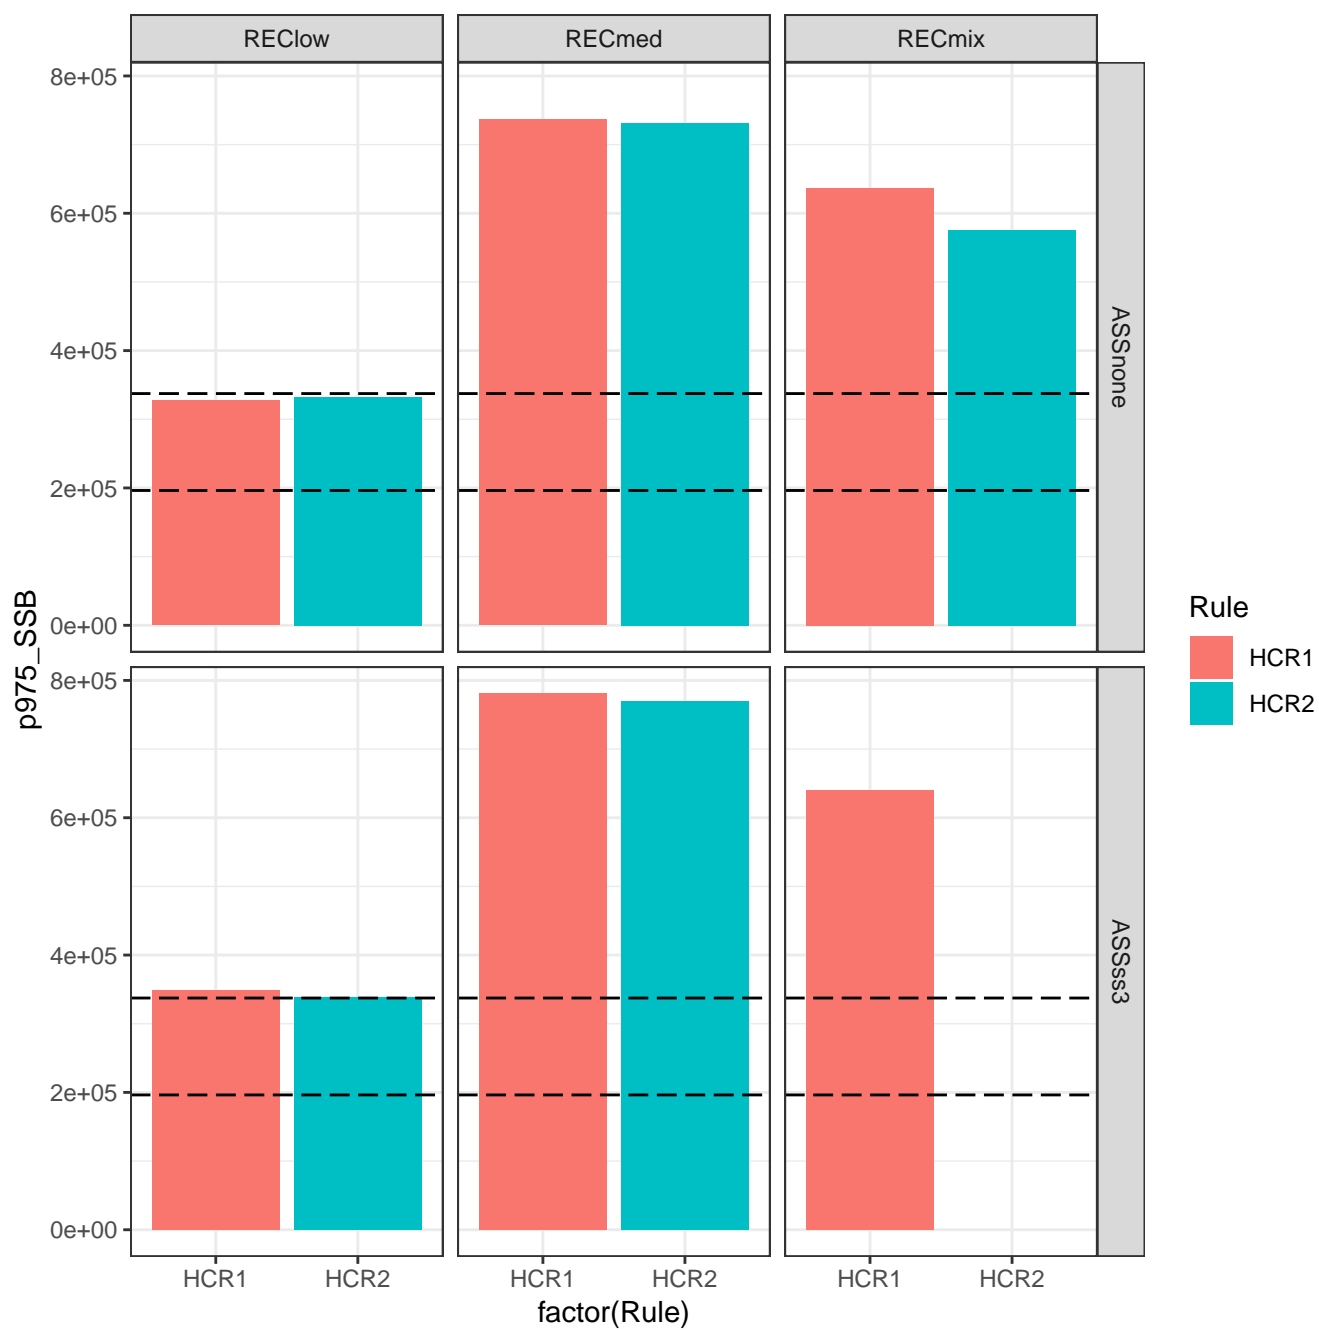 REClow RECmed RECmix
8e+05
6e+05
4e+05
2e+05
0e+00
ASSnone
8e+05
6e+05
4e+05
2e+05
0e+00
ASSss3
p975_SSB
HCR1 HCR2 HCR1 HCR2 HCR1 HCR2
factor(Rule)
Rule
HCR1
HCR2